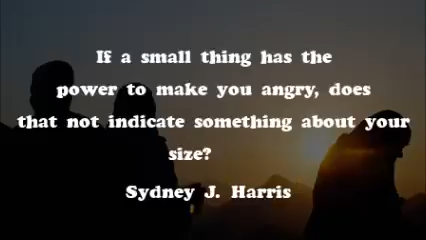 If a small thing has the
power to make you angry, does
that not indicate something about your
size?
Sydney J. Harris